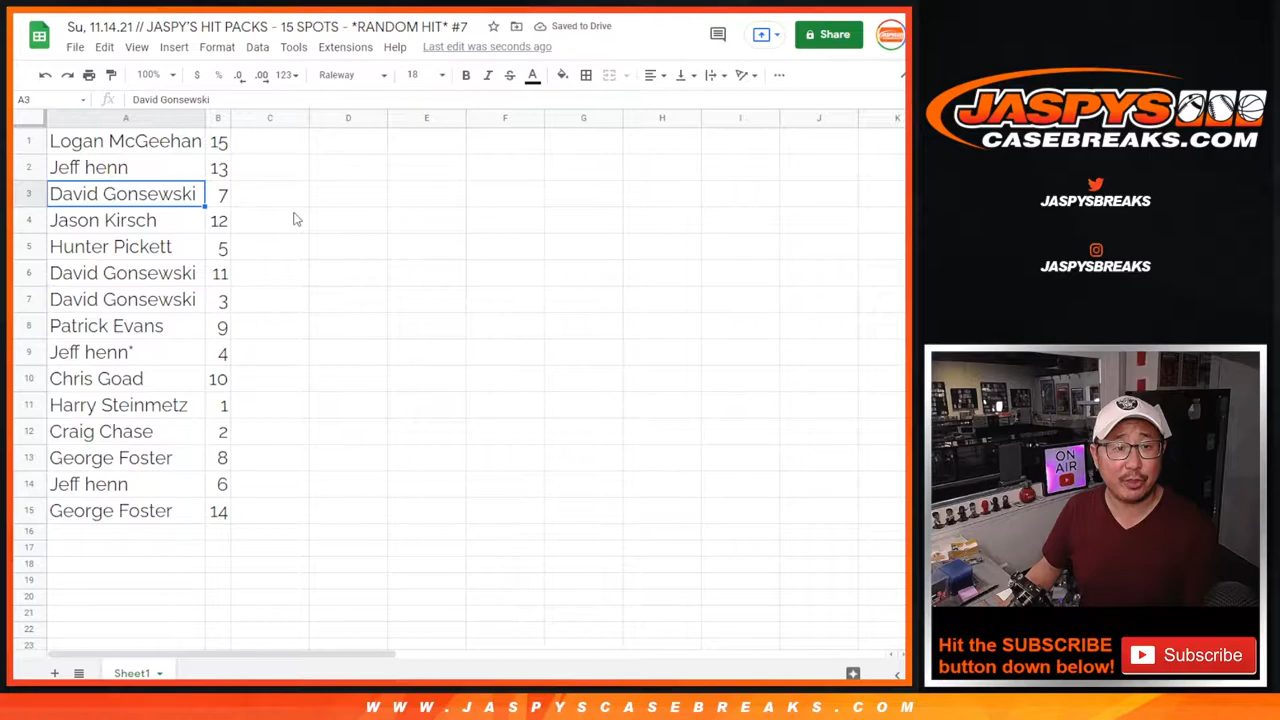 Su, 11.14.21 // JASPY'S HIT PACKS - 15 SPOTS - *RANDOM HIT* #7
Saved to Drive
File Edit View Insert Format Data Tools Extensions Help Last edit was seconds ago
Share
100% $ % .0 .00 123 Raleway 18 B I S A
A3 fx David Gonsewski
A B C D E F G H I J K
1 Logan McGeehan 15
2 Jeff henn 13
3 David Gonsewski 7
4 Jason Kirsch 12
5 Hunter Pickett 5
6 David Gonsewski 11
7 David Gonsewski 3
8 Patrick Evans 9
9 Jeff henn* 4
10 Chris Goad 10
11 Harry Steinmetz 1
12 Craig Chase 2
13 George Foster 8
14 Jeff henn 6
15 George Foster 14
16
17
18
19
20
21
22
23
Sheet1
JASPYS
CASEBREAKS.COM
JASPYSBREAKS
JASPYSBREAKS
ON
AIR
Hit the SUBSCRIBE
button down below!
Subscribe
WWW.JASPYSCASEBREAKS.COM